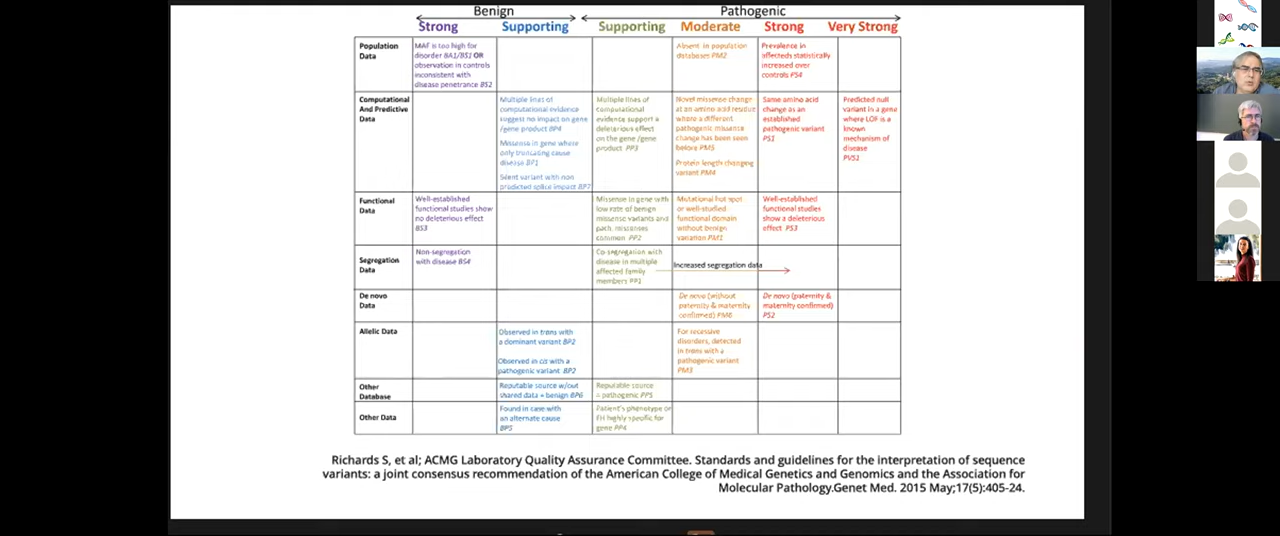 Benign
Pathogenic
Strong
Supporting
Supporting
Moderate
Strong
Very Strong
Population
Data
MAF is too high for
disorder BA1/BS1 OR
observation in controls
inconsistent with
disease penetrance BS2
Absent in population
databases PM2
Prevalence in
affecteds statistically
increased over
controls PS4
Computational
And Predictive
Data
Multiple lines of
computational evidence
suggest no impact on gene
/gene product BP4
Missense in gene where
only truncating cause
disease BP1
Silent variant with non
predicted splice impact BP7
Multiple lines of
computational
evidence support a
deleterious effect
on the gene /gene
product PP3
Novel missense change
at an amino acid residue
where a different
pathogenic missense
change has been seen
before PM5
Protein length changing
variant PM4
Same amino acid
change as an
established
pathogenic variant
PS1
Predicted null
variant in a gene
where LOF is a
known
mechanism of
disease
PVS1
Functional
Data
Well-established
functional studies show
no deleterious effect
BS3
Missense in gene with
low rate of benign
missense variants and
path. missenses
common PP2
Mutational hot spot
or well-studied
functional domain
without benign
variation PM1
Well-established
functional studies
show a deleterious
effect PS3
Segregation
Data
Non-segregation
with disease BS4
Co-segregation with
disease in multiple
affected family
members PP1
Increased segregation data
De novo
Data
De novo (without
paternity & maternity
confirmed) PM6
De novo (paternity &
maternity confirmed)
PS2
Allelic Data
Observed in trans with
a dominant variant BP2
Observed in cis with a
pathogenic variant BP2
For recessive
disorders, detected
in trans with a
pathogenic variant
PM3
Other
Database
Reputable source w/out
shared data = benign BP6
Reputable source
= pathogenic PP5
Other Data
Found in case with
an alternate cause
BP5
Patient's phenotype or
FH highly specific for
gene PP4
Richards S, et al; ACMG Laboratory Quality Assurance Committee. Standards and guidelines for the interpretation of sequence
variants: a joint consensus recommendation of the American College of Medical Genetics and Genomics and the Association for
Molecular Pathology.Genet Med. 2015 May;17(5):405-24.